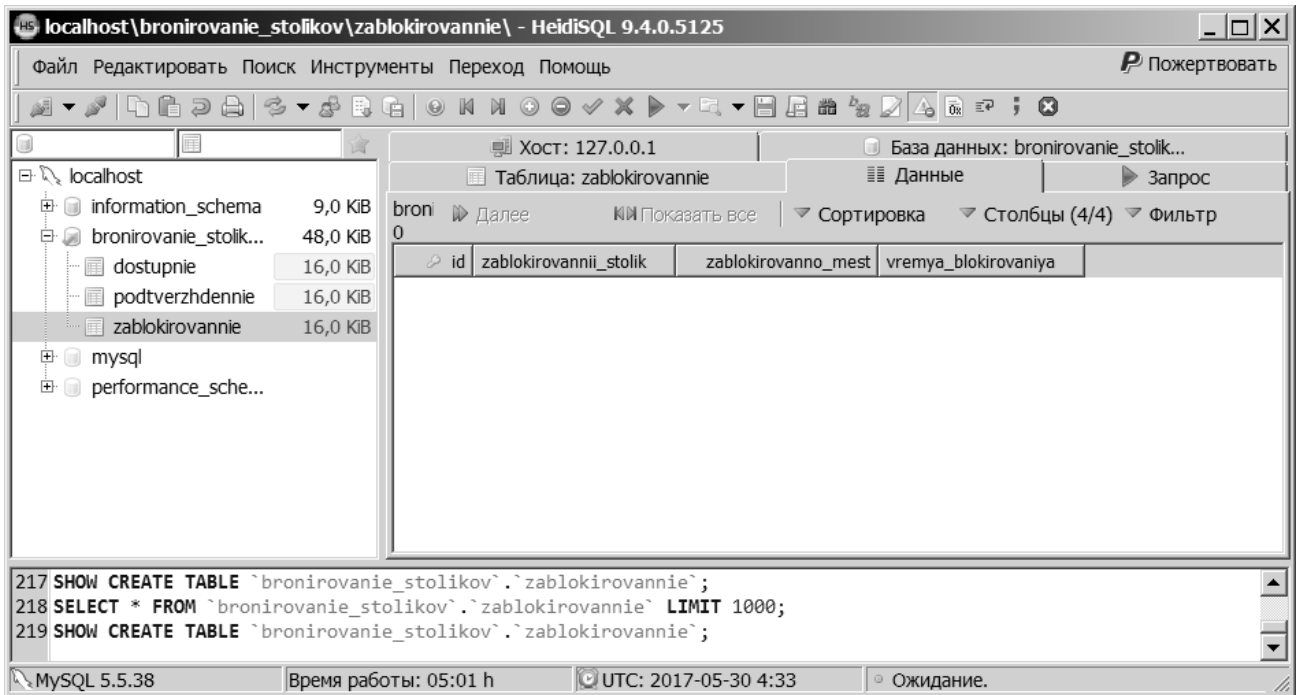 localhost\bronirovanie_stolikov\zablokirovannie\ - HeidiSQL 9.4.0.5125
Файл Редактировать Поиск Инструменты Переход Помощь
Пожертвовать
Хост: 127.0.0.1
База данных: bronirovanie_stolik...
Таблица: zablokirovannie
Данные
Запрос
localhost
information_schema 9,0 KiB
bronirovanie_stolik... 48,0 KiB
dostupnie 16,0 KiB
podtverzhdennie 16,0 KiB
zablokirovannie 16,0 KiB
mysql
performance_sche...
broni
0
Далее
Показать все
Сортировка
Столбцы (4/4)
Фильтр
id zablokirovannii_stolik zablokirovanno_mest vremya_blokirovaniya
217 SHOW CREATE TABLE `bronirovanie_stolikov`.`zablokirovannie`;
218 SELECT * FROM `bronirovanie_stolikov`.`zablokirovannie` LIMIT 1000;
219 SHOW CREATE TABLE `bronirovanie_stolikov`.`zablokirovannie`;
MySQL 5.5.38
Время работы: 05:01 h
UTC: 2017-05-30 4:33
Ожидание.